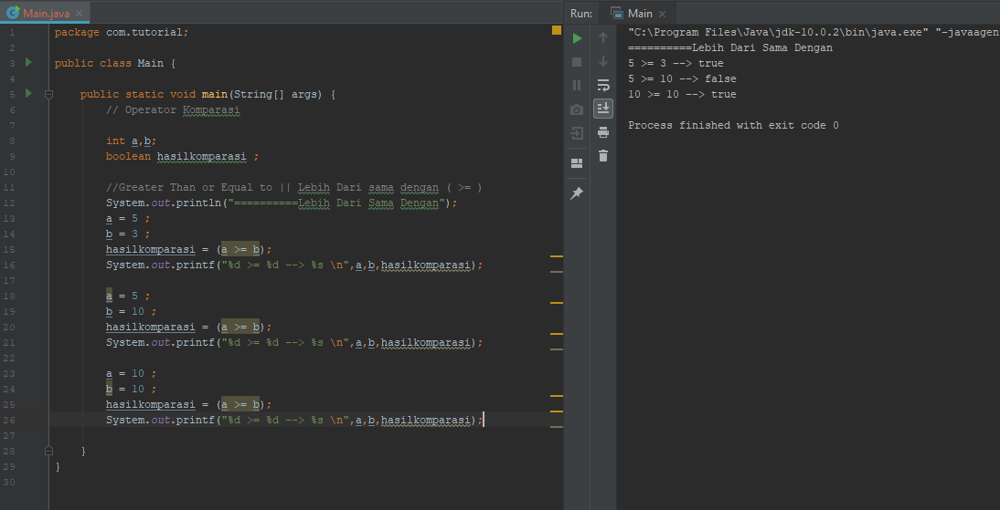 Main.java
1 package com.tutorial;
2
3 public class Main {
4
5 public static void main(String[] args) {
6 // Operator Komparasi
7
8 int a,b;
9 boolean hasilkomparasi ;
10
11 //Greater Than or Equal to || Lebih Dari sama dengan ( >= )
12 System.out.println("==========Lebih Dari Sama Dengan");
13 a = 5 ;
14 b = 3 ;
15 hasilkomparasi = (a >= b);
16 System.out.printf("%d >= %d --> %s \n",a,b,hasilkomparasi);
17
18 a = 5 ;
19 b = 10 ;
20 hasilkomparasi = (a >= b);
21 System.out.printf("%d >= %d --> %s \n",a,b,hasilkomparasi);
22
23 a = 10 ;
24 b = 10 ;
25 hasilkomparasi = (a >= b);
26 System.out.printf("%d >= %d --> %s \n",a,b,hasilkomparasi);
27
28 }
29 }
30
Run: Main
"C:\Program Files\Java\jdk-10.0.2\bin\java.exe" "-javaagen
==========Lebih Dari Sama Dengan
5 >= 3 --> true
5 >= 10 --> false
10 >= 10 --> true
Process finished with exit code 0